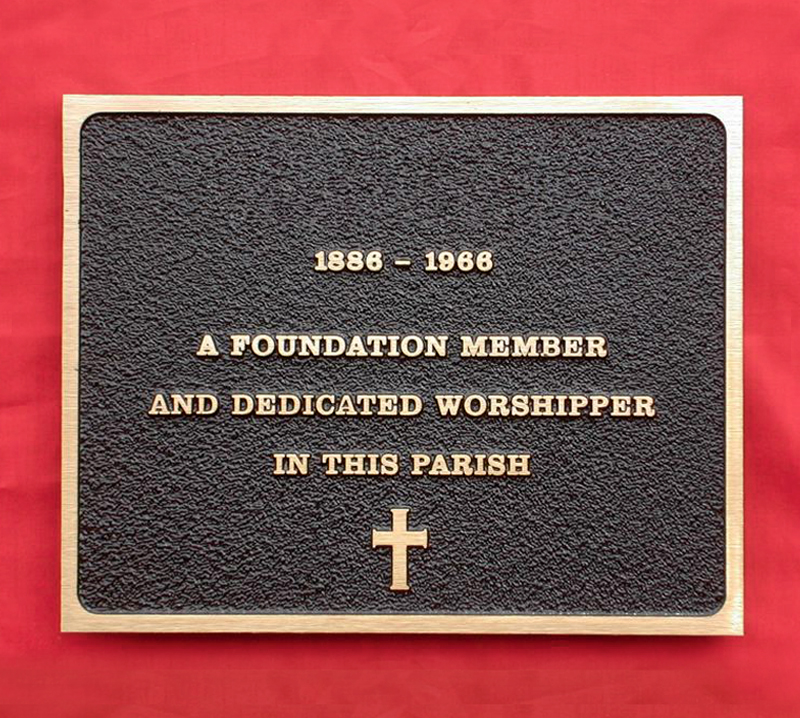 1886 – 1966
A FOUNDATION MEMBER
AND DEDICATED WORSHIPPER
IN THIS PARISH